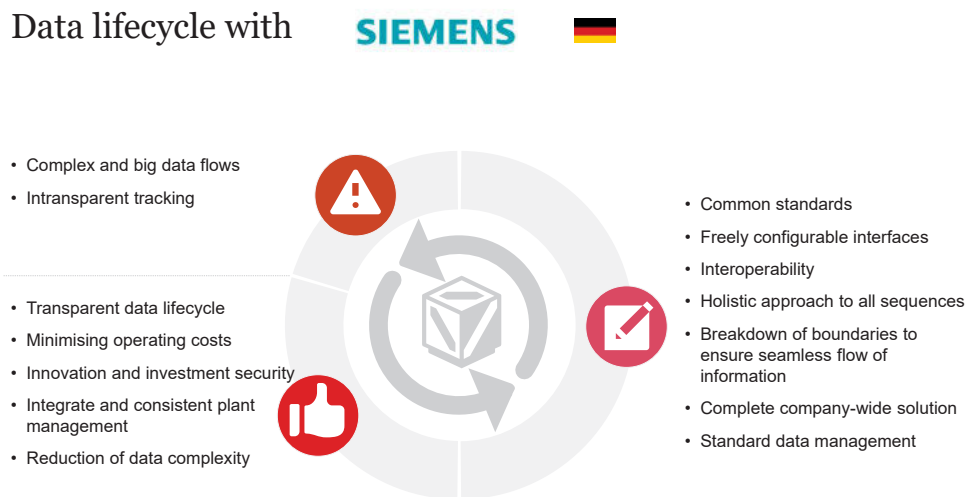 Data lifecycle with SIEMENS
• Complex and big data flows
• Intransparent tracking
• Transparent data lifecycle
• Minimising operating costs
• Innovation and investment security
• Integrate and consistent plant
management
• Reduction of data complexity
• Common standards
• Freely configurable interfaces
• Interoperability
• Holistic approach to all sequences
• Breakdown of boundaries to
ensure seamless flow of
information
• Complete company-wide solution
• Standard data management